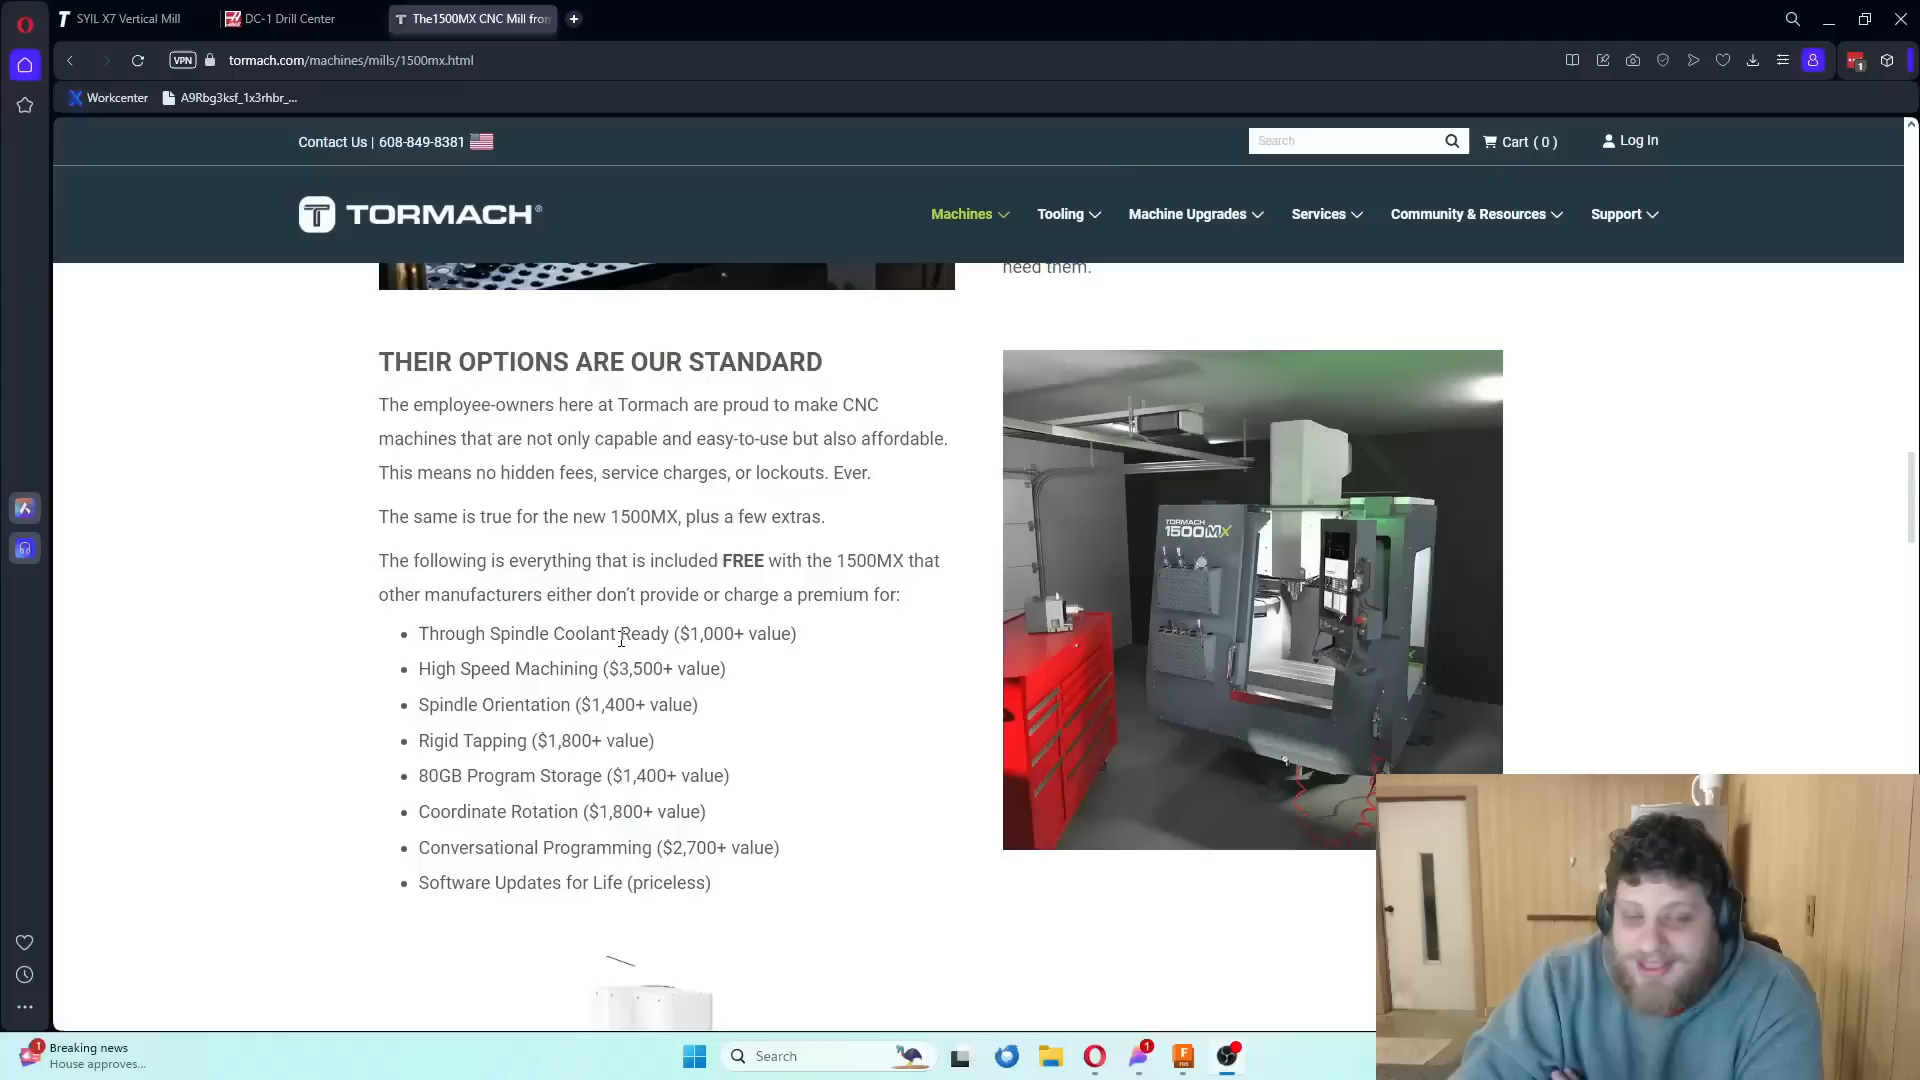 SYIL X7 Vertical Mill
DC-1 Drill Center
The1500MX CNC Mill fro
VPN
tormach.com/machines/mills/1500mx.html
Workcenter
A9Rbg3ksf_1x3rhbr_...
Contact Us | 608-849-8381
Search
Cart ( 0 )
Log In
TORMACH®
Machines
Tooling
Machine Upgrades
Services
Community & Resources
Support
need them.
THEIR OPTIONS ARE OUR STANDARD
The employee-owners here at Tormach are proud to make CNC
machines that are not only capable and easy-to-use but also affordable.
This means no hidden fees, service charges, or lockouts. Ever.
The same is true for the new 1500MX, plus a few extras.
The following is everything that is included FREE with the 1500MX that
other manufacturers either don’t provide or charge a premium for:
Through Spindle Coolant Ready ($1,000+ value)
High Speed Machining ($3,500+ value)
Spindle Orientation ($1,400+ value)
Rigid Tapping ($1,800+ value)
80GB Program Storage ($1,400+ value)
Coordinate Rotation ($1,800+ value)
Conversational Programming ($2,700+ value)
Software Updates for Life (priceless)
TORMACH
1500MX
1
Breaking news
House approves...
Search
1
1